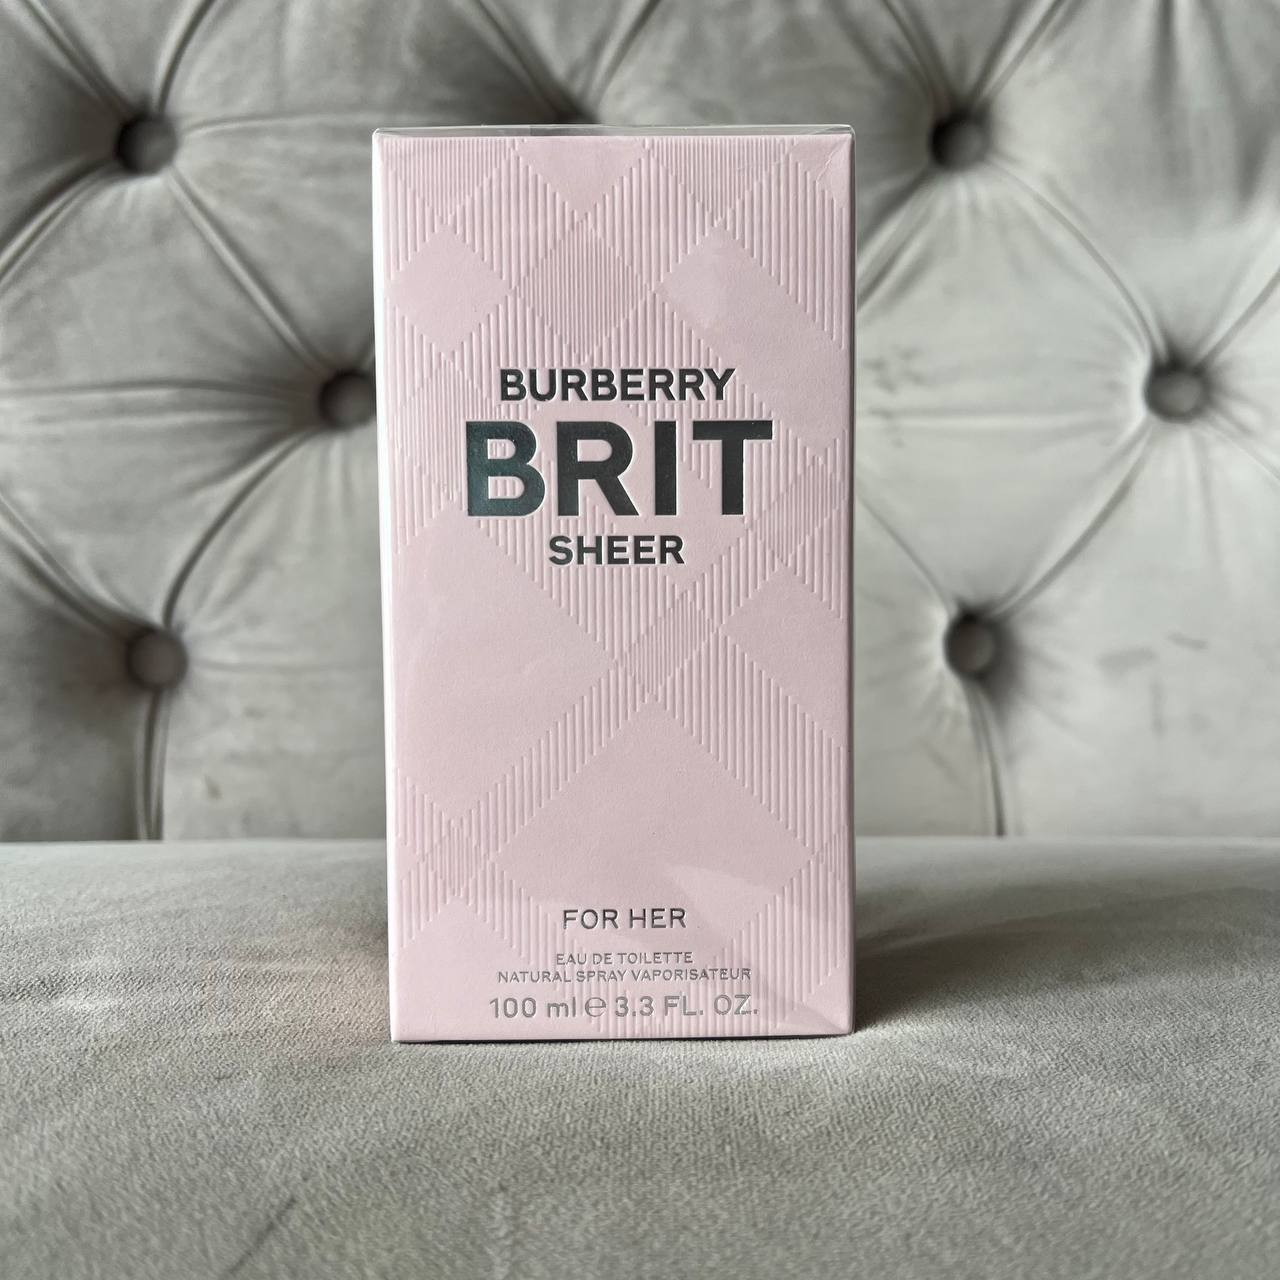 BURBERRY
BRIT
SHEER
FOR HER
EAU DE TOILETTE
NATURAL SPRAY VAPORISATEUR
100 ml ℮ 3.3 FL. OZ.